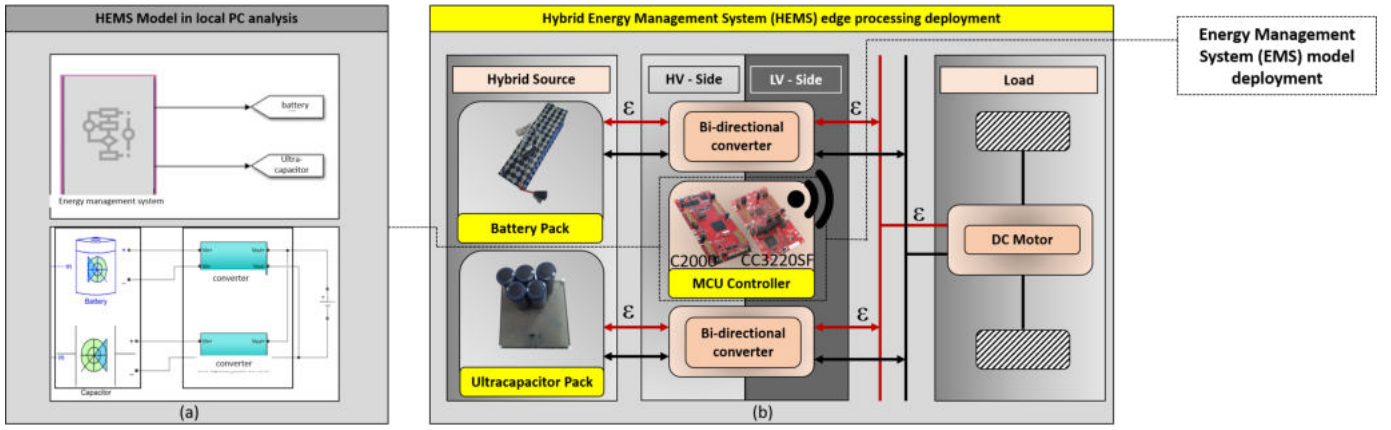 HEMS Model in local PC analysis
battery
Ultra-
capacitor
Energy management system
Battery
converter
converter
Capacitor
(a)
Hybrid Energy Management System (HEMS) edge processing deployment
Hybrid Source
HV - Side
LV - Side
Load
ε
ε
Bi-directional
converter
Battery Pack
C2000
CC3220SF
MCU Controller
ε
DC Motor
ε
ε
Bi-directional
converter
Ultracapacitor Pack
(b)
Energy Management
System (EMS) model
deployment